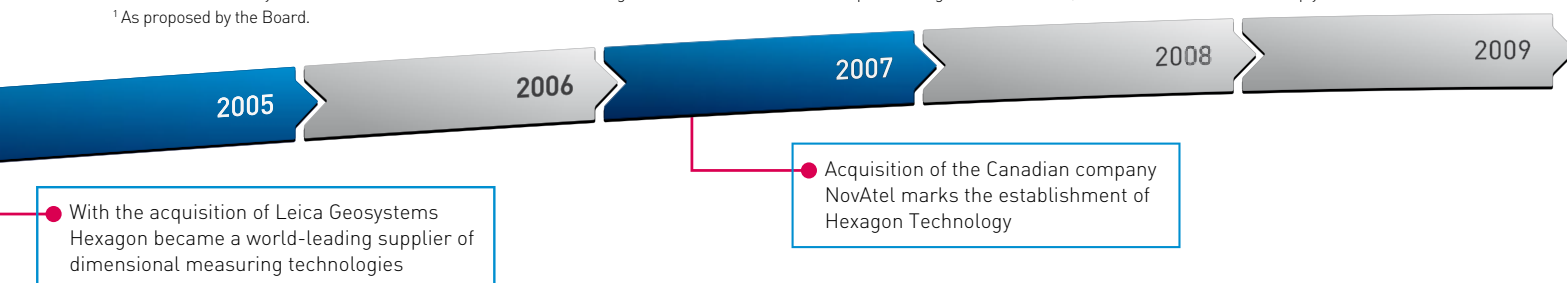 ¹ As proposed by the Board.
2005
2006
2007
2008
2009
With the acquisition of Leica Geosystems
Hexagon became a world-leading supplier of
dimensional measuring technologies
Acquisition of the Canadian company
NovAtel marks the establishment of
Hexagon Technology